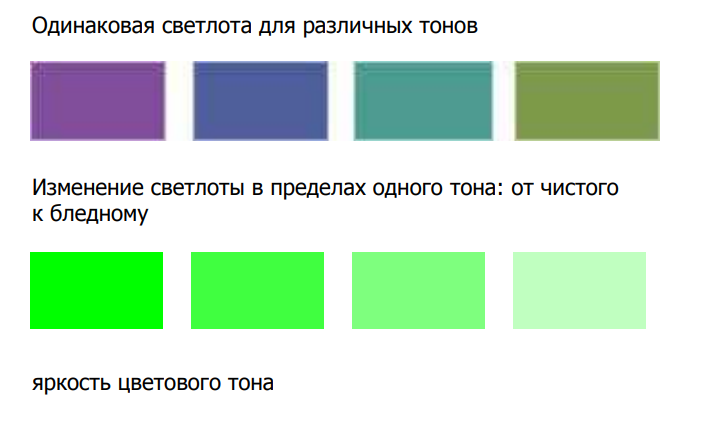 Одинаковая светлота для различных тонов
Изменение светлоты в пределах одного тона: от чистого
к бледному
яркость цветового тона